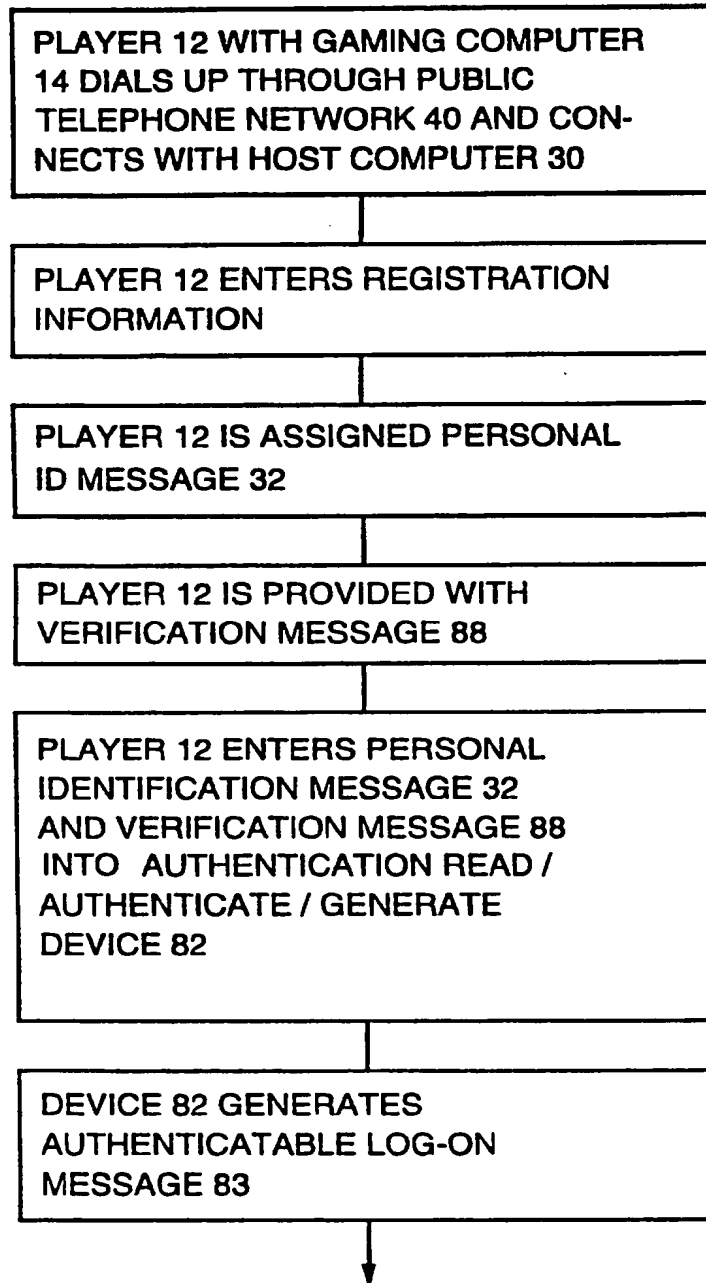 PLAYER 12 WITH GAMING COMPUTER
14 DIALS UP THROUGH PUBLIC
TELEPHONE NETWORK 40 AND CON-
NECTS WITH HOST COMPUTER 30
PLAYER 12 ENTERS REGISTRATION
INFORMATION
PLAYER 12 IS ASSIGNED PERSONAL
ID MESSAGE 32
PLAYER 12 IS PROVIDED WITH
VERIFICATION MESSAGE 88
PLAYER 12 ENTERS PERSONAL
IDENTIFICATION MESSAGE 32
AND VERIFICATION MESSAGE 88
INTO AUTHENTICATION READ /
AUTHENTICATE / GENERATE
DEVICE 82
DEVICE 82 GENERATES
AUTHENTICATABLE LOG-ON
MESSAGE 83